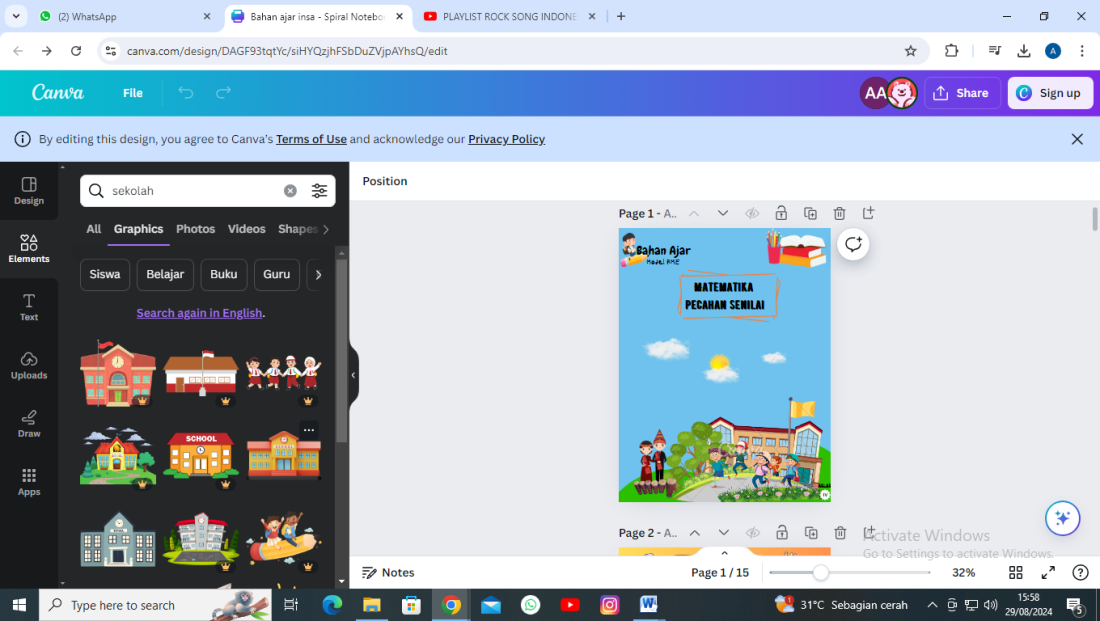 (2) WhatsApp
Bahan ajar insa - Spiral Notebo
PLAYLIST ROCK SONG INDONE
canva.com/design/DAGF93tqtYc/siHYQzjhFSbDuZVjpAYhsQ/edit
A
Canva
File
AA
Share
Sign up
By editing this design, you agree to Canva's Terms of Use and acknowledge our Privacy Policy
Design
Elements
Text
Uploads
Draw
Apps
sekolah
All Graphics Photos Videos Shapes
Siswa Belajar Buku Guru
Search again in English.
SCHOOL
Position
Page 1 - A..
Bahan Ajar
Model RME
MATEMATIKA
PECAHAN SENILAI
IV
Page 2 - A..
Activate Windows
Go to Settings to activate Windows.
Notes
Page 1 / 15
32%
Type here to search
31°C Sebagian cerah
15:58
29/08/2024
1
5